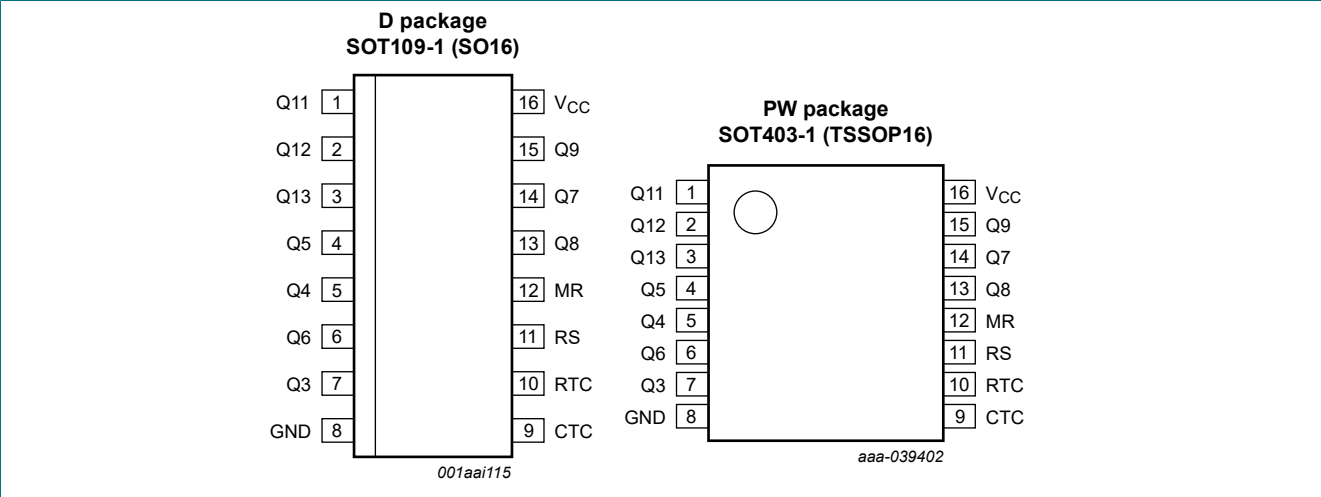 D package
SOT109-1 (SO16)
Q11 1 16 VCC
Q12 2 15 Q9
Q13 3 14 Q7
Q5 4 13 Q8
Q4 5 12 MR
Q6 6 11 RS
Q3 7 10 RTC
GND 8 9 CTC
001aai115
PW package
SOT403-1 (TSSOP16)
Q11 1 16 VCC
Q12 2 15 Q9
Q13 3 14 Q7
Q5 4 13 Q8
Q4 5 12 MR
Q6 6 11 RS
Q3 7 10 RTC
GND 8 9 CTC
aaa-039402